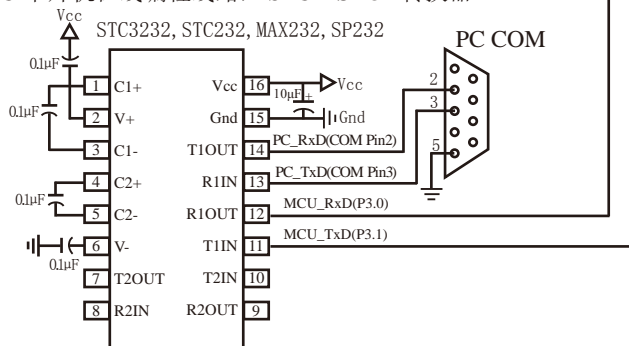 Vcc
STC3232, STC232, MAX232, SP232
PC COM
0.1μF
1 C1+ Vcc 16 Vcc
10μF +
0.1μF
2 V+ Gnd 15 Gnd
3 C1- T1OUT 14 PC_RxD(COM Pin2)
4 C2+ R1IN 13 PC_TxD(COM Pin3)
0.1μF
5 C2- R1OUT 12 MCU_RxD(P3.0)
6 V- T1IN 11 MCU_TxD(P3.1)
0.1μF
7 T2OUT T2IN 10
8 R2IN R2OUT 9
2
3
5